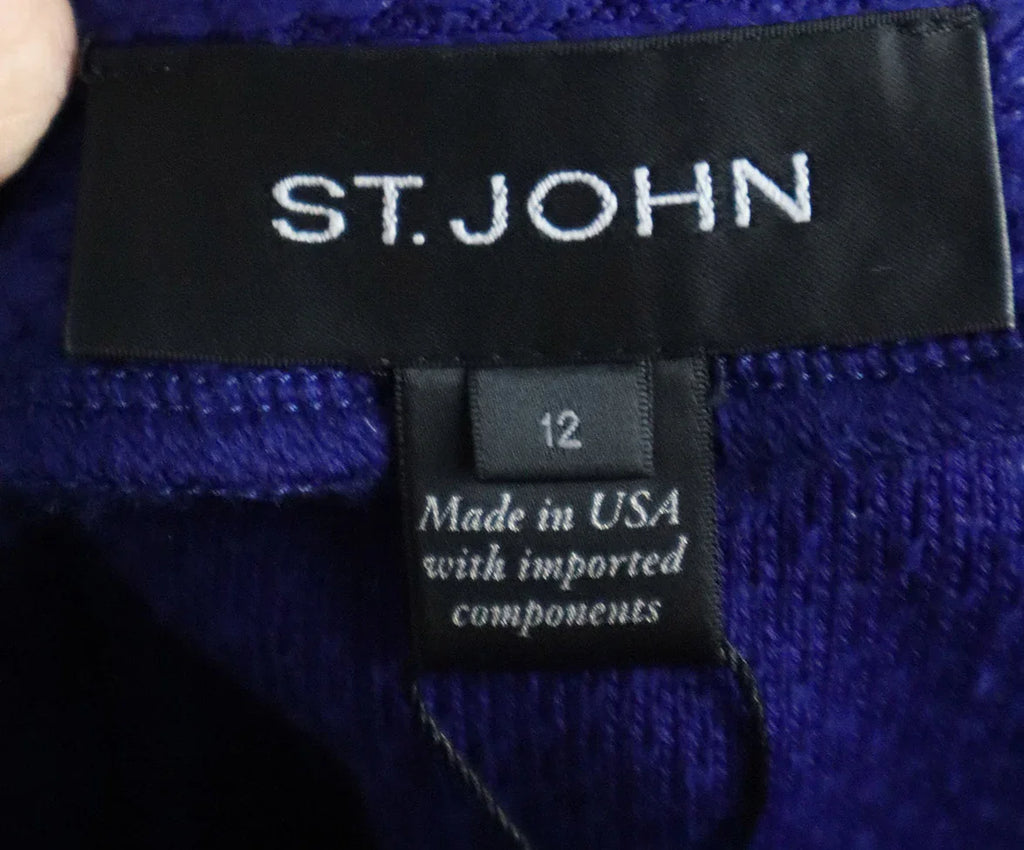 ST. JOHN
12
Made in USA
with imported
components